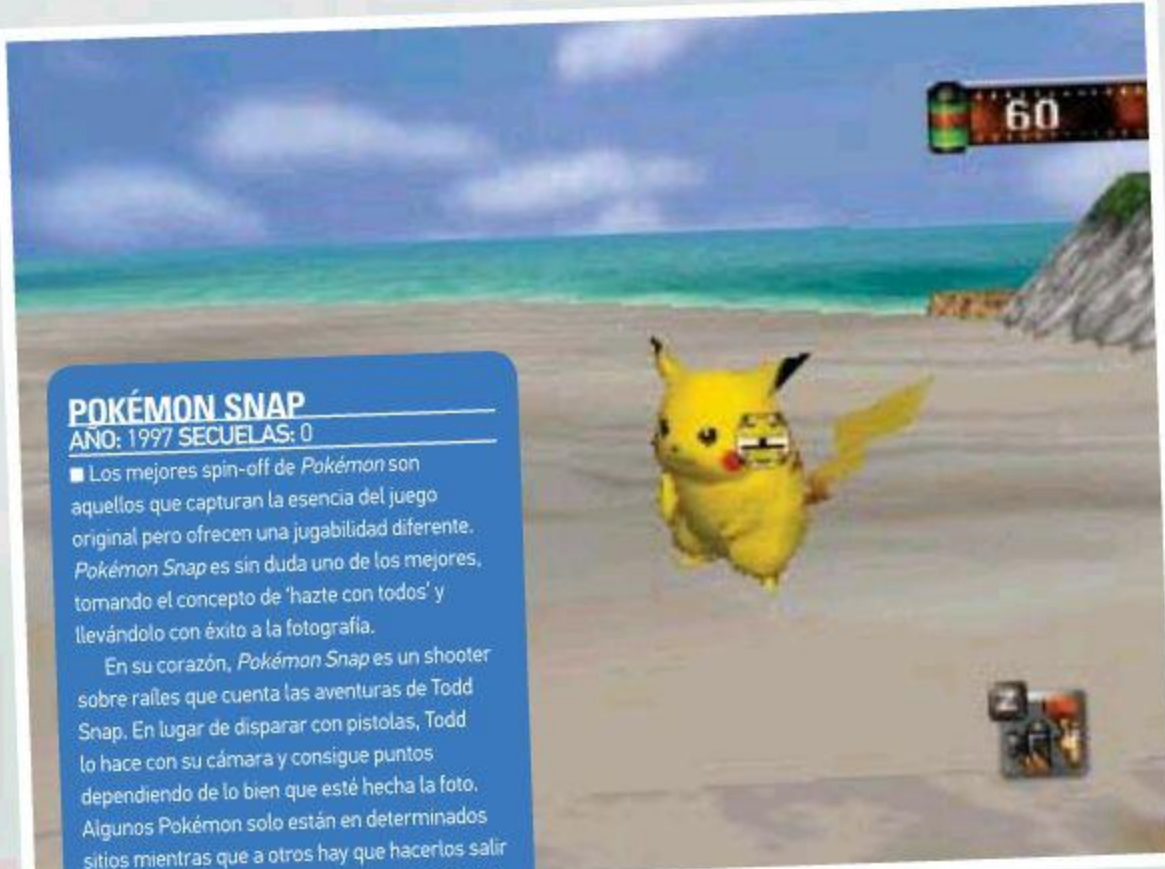 60
POKÉMON SNAP
AÑO: 1997 SECUELAS: 0
■ Los mejores spin-off de Pokémon son
aquellos que capturan la esencia del juego
original pero ofrecen una jugabilidad diferente.
Pokémon Snap es sin duda uno de los mejores,
tomando el concepto de 'hazte con todos' y
llevándolo con éxito a la fotografía.
En su corazón, Pokémon Snap es un shooter
sobre raíles que cuenta las aventuras de Todd
Snap. En lugar de disparar con pistolas, Todd
lo hace con su cámara y consigue puntos
dependiendo de lo bien que esté hecha la foto.
Algunos Pokémon solo están en determinados
sitios mientras que a otros hay que hacerlos salir
Z